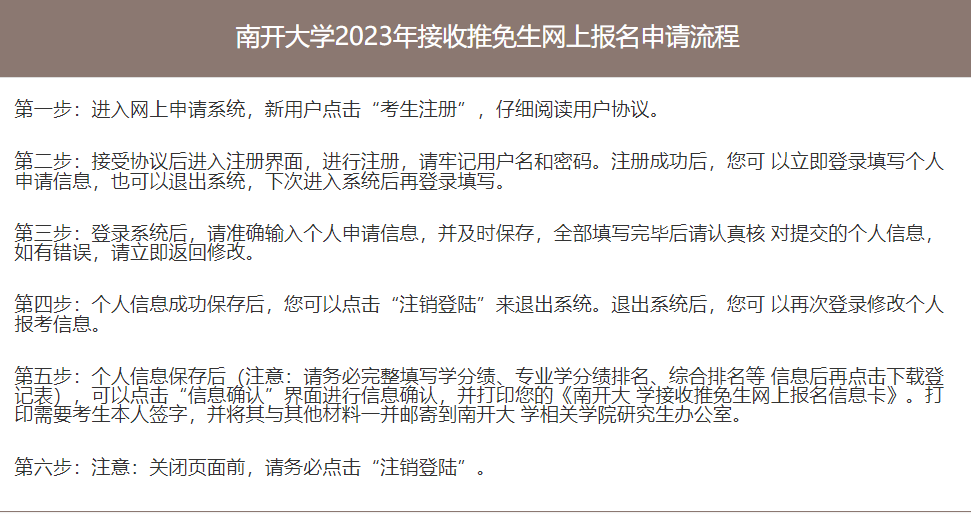 南开大学2023年接收推免生网上报名申请流程
第一步：进入网上申请系统，新用户点击“考生注册”，仔细阅读用户协议。
第二步：接受协议后进入注册界面，进行注册，请牢记用户名和密码。注册成功后，您可 以立即登录填写个人
申请信息，也可以退出系统，下次进入系统后再登录填写。
第三步：登录系统后，请准确输入个人申请信息，并及时保存，全部填写完毕后请认真核 对提交的个人信息，
如有错误，请立即返回修改。
第四步：个人信息成功保存后，您可以点击“注销登陆”来退出系统。退出系统后，您可 以再次登录修改个人
报考信息。
第五步：个人信息保存后（注意：请务必完整填写学分绩、专业学分绩排名、综合排名等 信息后再点击下载登
记表），可以点击“信息确认”界面进行信息确认，并打印您的《南开大 学接收推免生网上报名信息卡》。打
印需要考生本人签字，并将其与其他材料一并邮寄到南开大 学相关学院研究生办公室。
第六步：注意：关闭页面前，请务必点击“注销登陆”。